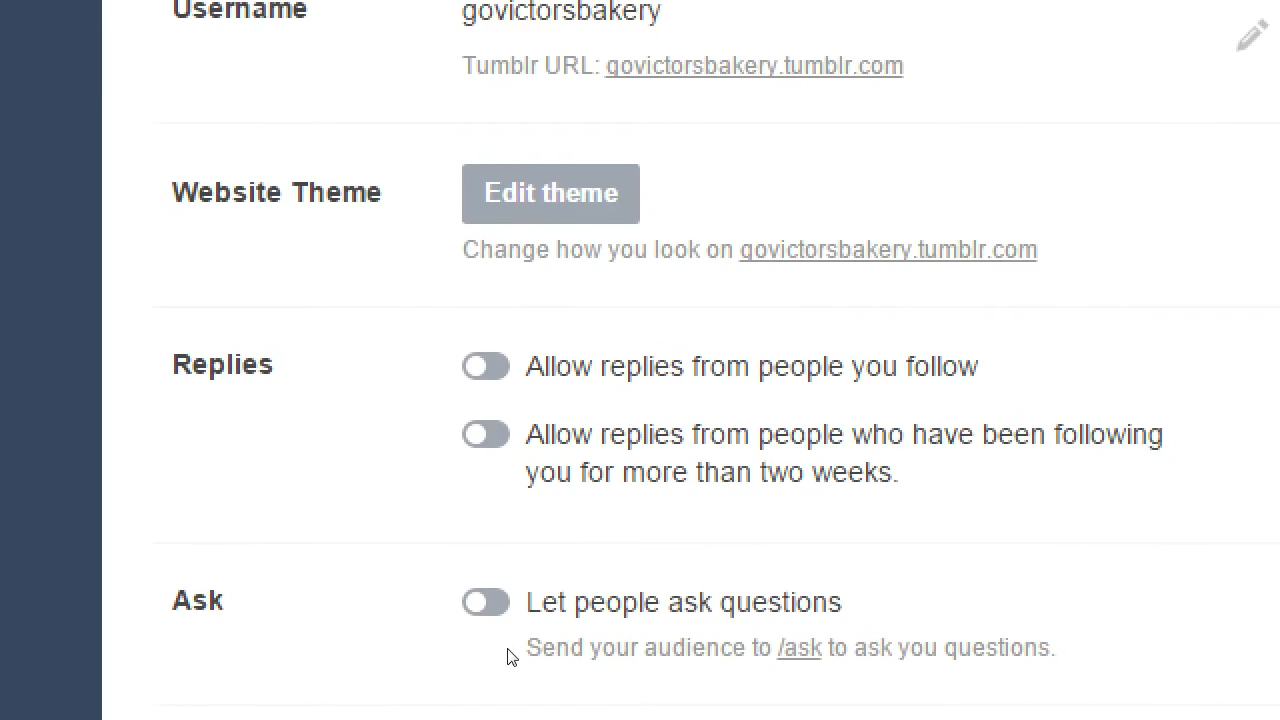 Username
govictorsbakery
Tumblr URL: govictorsbakery.tumblr.com
Website Theme
Edit theme
Change how you look on govictorsbakery.tumblr.com
Replies
Allow replies from people you follow
Allow replies from people who have been following
you for more than two weeks.
Ask
Let people ask questions
Send your audience to /ask to ask you questions.